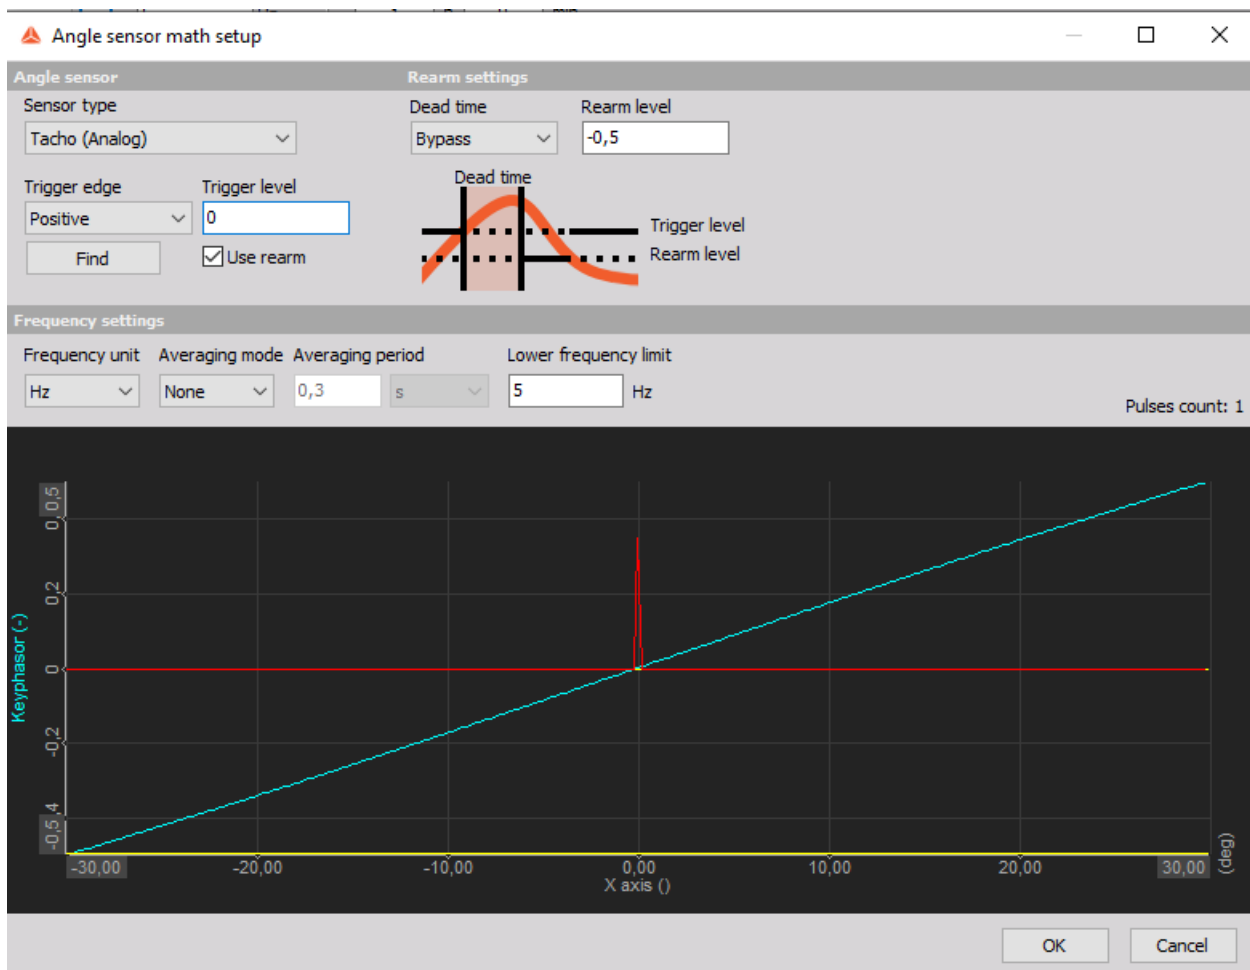 Angle sensor math setup
Angle sensor
Rearm settings
Sensor type
Dead time
Rearm level
Tacho (Analog)
Bypass
-0,5
Trigger edge
Trigger level
Dead time
Positive
0
Trigger level
Find
Use rearm
Rearm level
Frequency settings
Frequency unit
Averaging mode
Averaging period
Lower frequency limit
Hz
None
0,3
s
5
Hz
Pulses count: 1
0,5
0,2
0
-0,2
-0,5
Keyphasor (-)
-30,00
-20,00
-10,00
0,00
10,00
20,00
30,00
(deg)
X axis ()
OK
Cancel